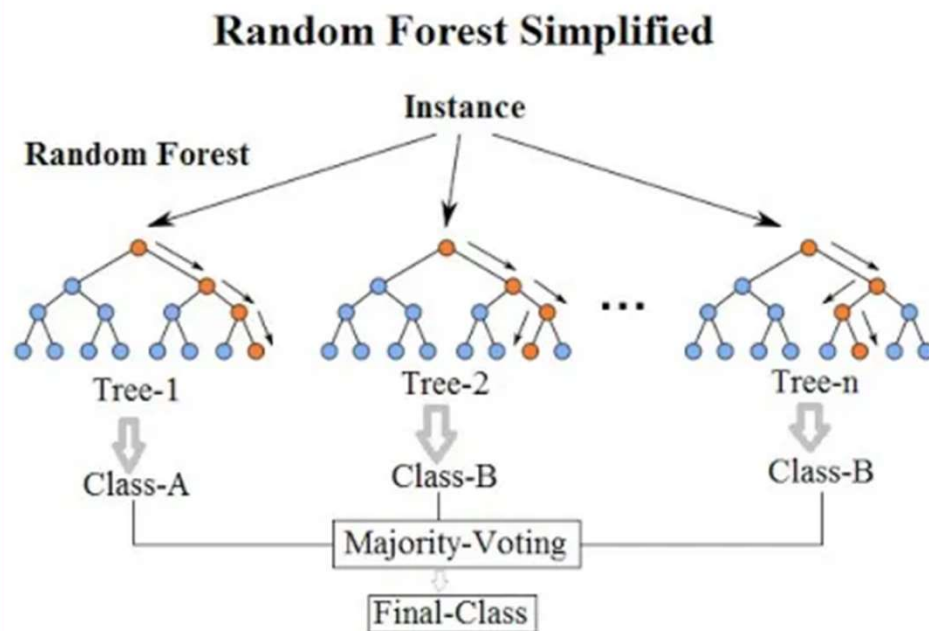 Random Forest Simplified
Instance
Random Forest
...
Tree-1
Tree-2
Tree-n
Class-A
Class-B
Class-B
Majority-Voting
Final-Class